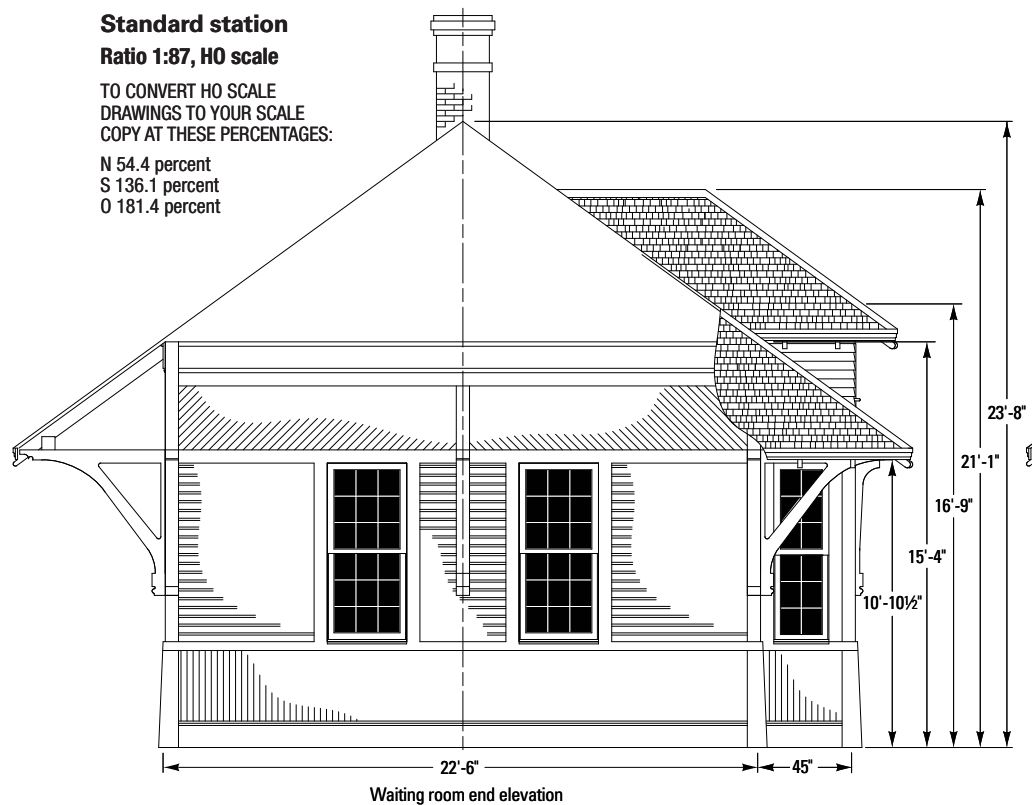 Standard station
Ratio 1:87, HO scale
TO CONVERT HO SCALE
DRAWINGS TO YOUR SCALE
COPY AT THESE PERCENTAGES:
N 54.4 percent
S 136.1 percent
O 181.4 percent
23'-8"
21'-1"
16'-9"
15'-4"
10'-10½"
22'-6"
45"
Waiting room end elevation